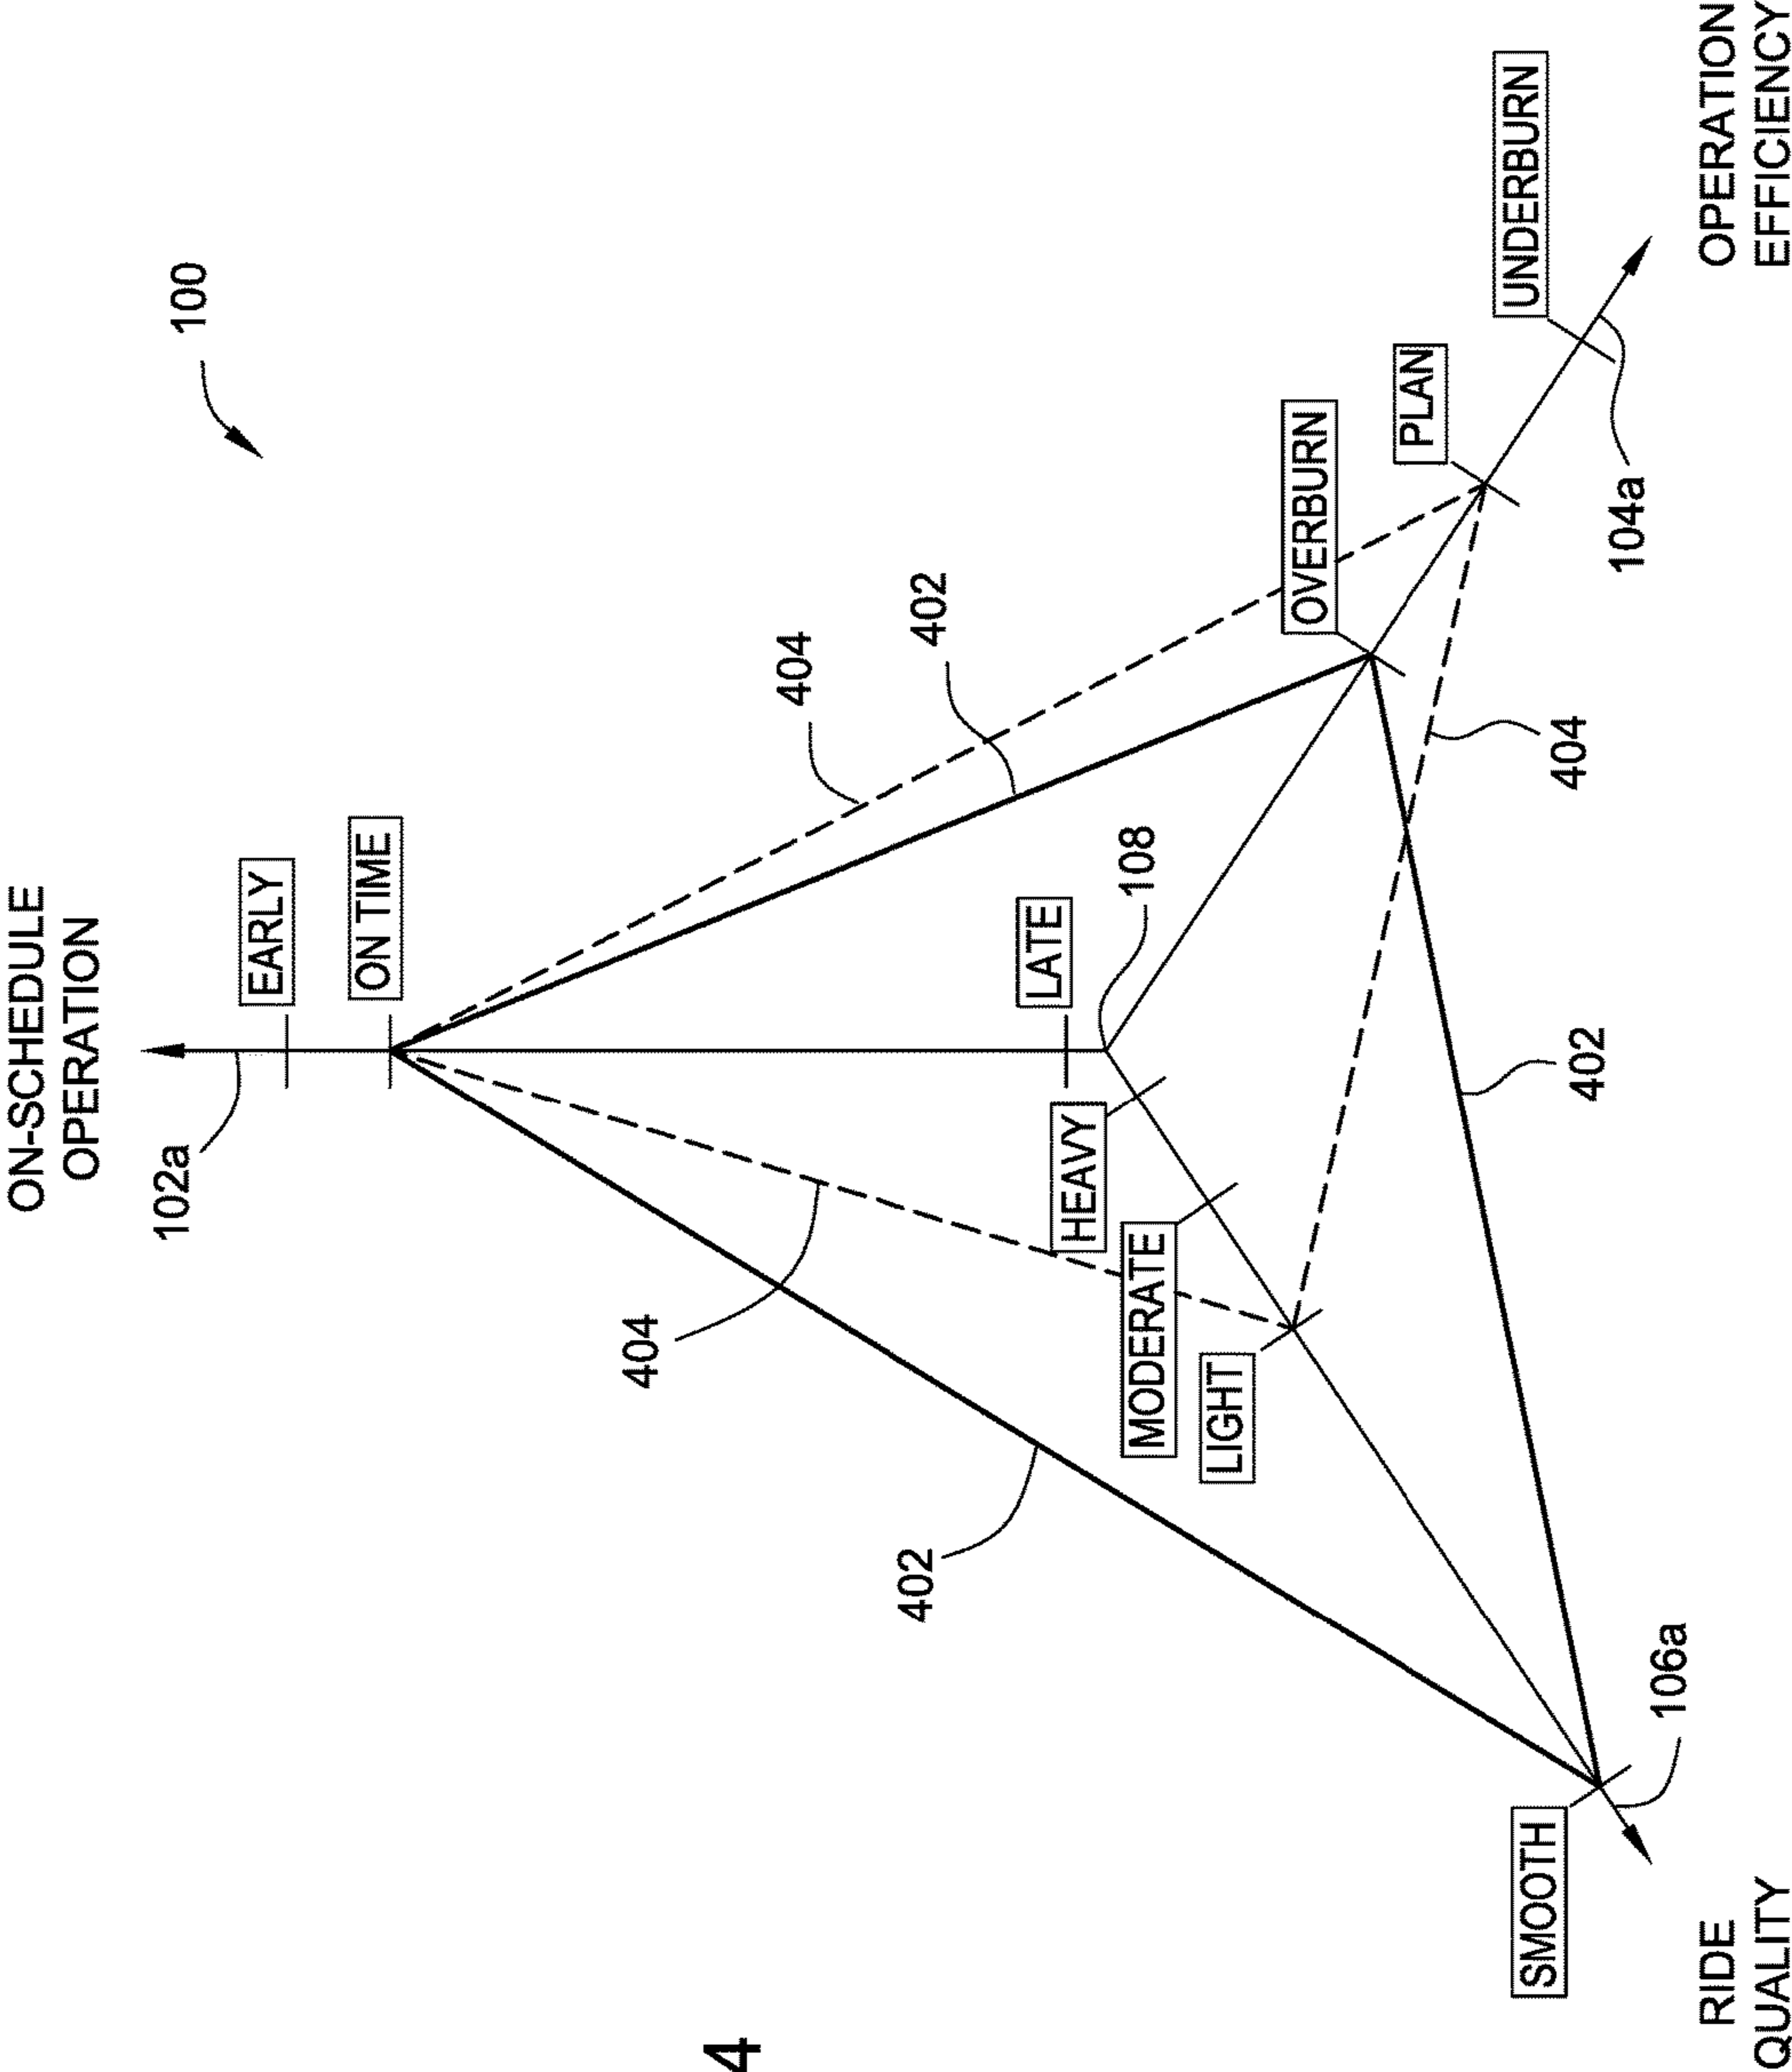 ON-SCHEDULE
OPERATION
102a
EARLY
ON TIME
100
404
404
402
402
LATE
108
HEAVY
MODERATE
LIGHT
OVERBURN
PLAN
UNDERBURN
104a
404
402
SMOOTH
106a
RIDE
QUALITY
OPERATION
EFFICIENCY
4